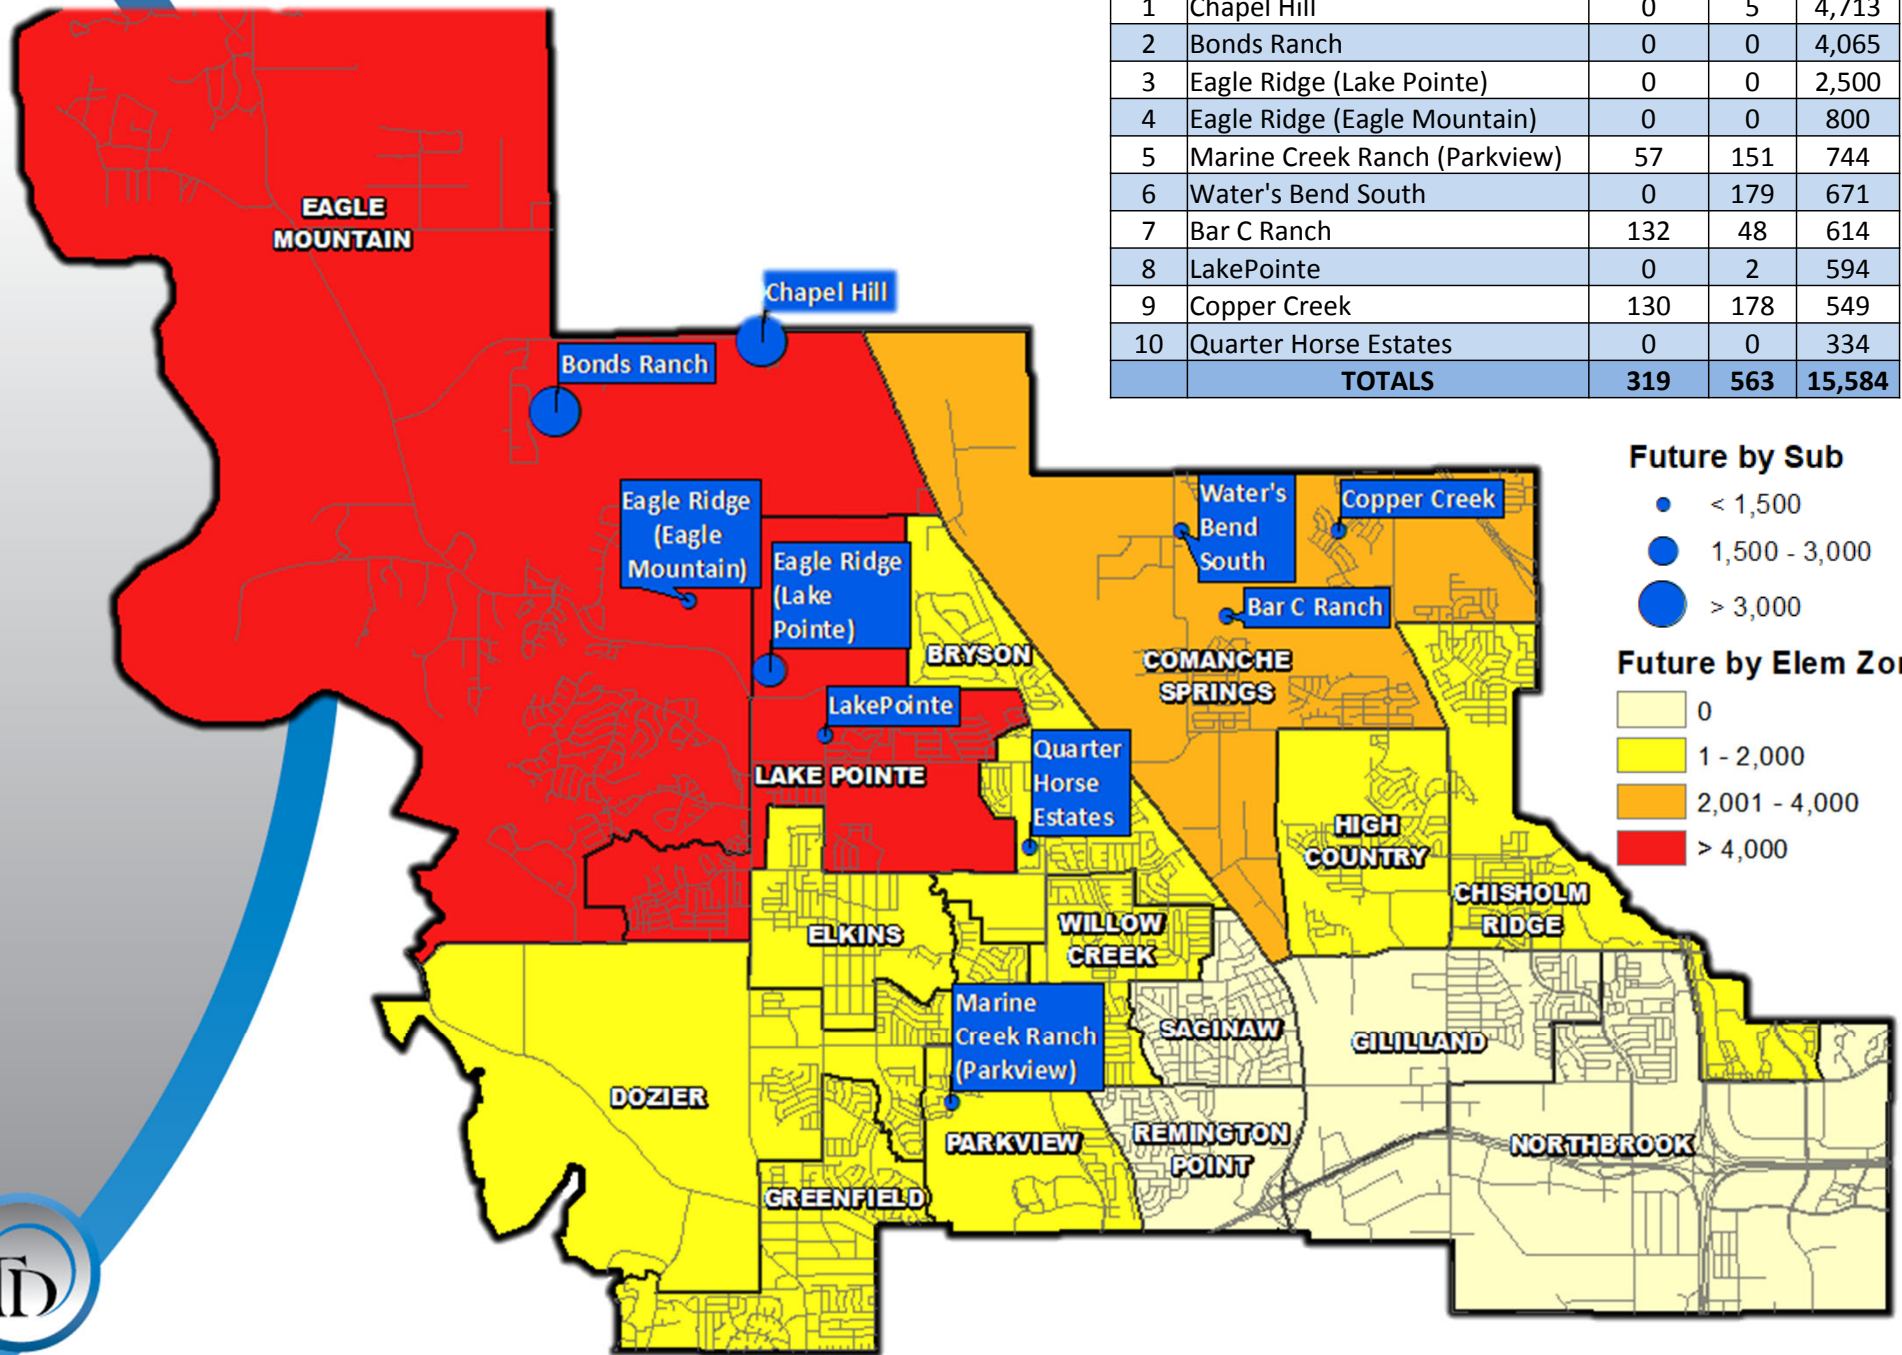 1 Chapel Hill 0 5 4,713
2 Bonds Ranch 0 0 4,065
3 Eagle Ridge (Lake Pointe) 0 0 2,500
4 Eagle Ridge (Eagle Mountain) 0 0 800
5 Marine Creek Ranch (Parkview) 57 151 744
6 Water's Bend South 0 179 671
7 Bar C Ranch 132 48 614
8 LakePointe 0 2 594
9 Copper Creek 130 178 549
10 Quarter Horse Estates 0 0 334
TOTALS 319 563 15,584
EAGLE
MOUNTAIN
Chapel Hill
Bonds Ranch
Eagle Ridge
(Eagle
Mountain)
Eagle Ridge
(Lake
Pointe)
Water's
Bend
South
Copper Creek
Bar C Ranch
BRYSON
COMANCHE
SPRINGS
LakePointe
LAKE POINTE
Quarter
Horse
Estates
HIGH
COUNTRY
CHISHOLM
RIDGE
ELKINS
WILLOW
CREEK
Marine
Creek Ranch
(Parkview)
SAGINAW
GILILLAND
DOZIER
PARKVIEW
REMINGTON
POINT
NORTHBROOK
GREENFIELD
Future by Sub
< 1,500
1,500 - 3,000
> 3,000
Future by Elem Zo
0
1 - 2,000
2,001 - 4,000
> 4,000